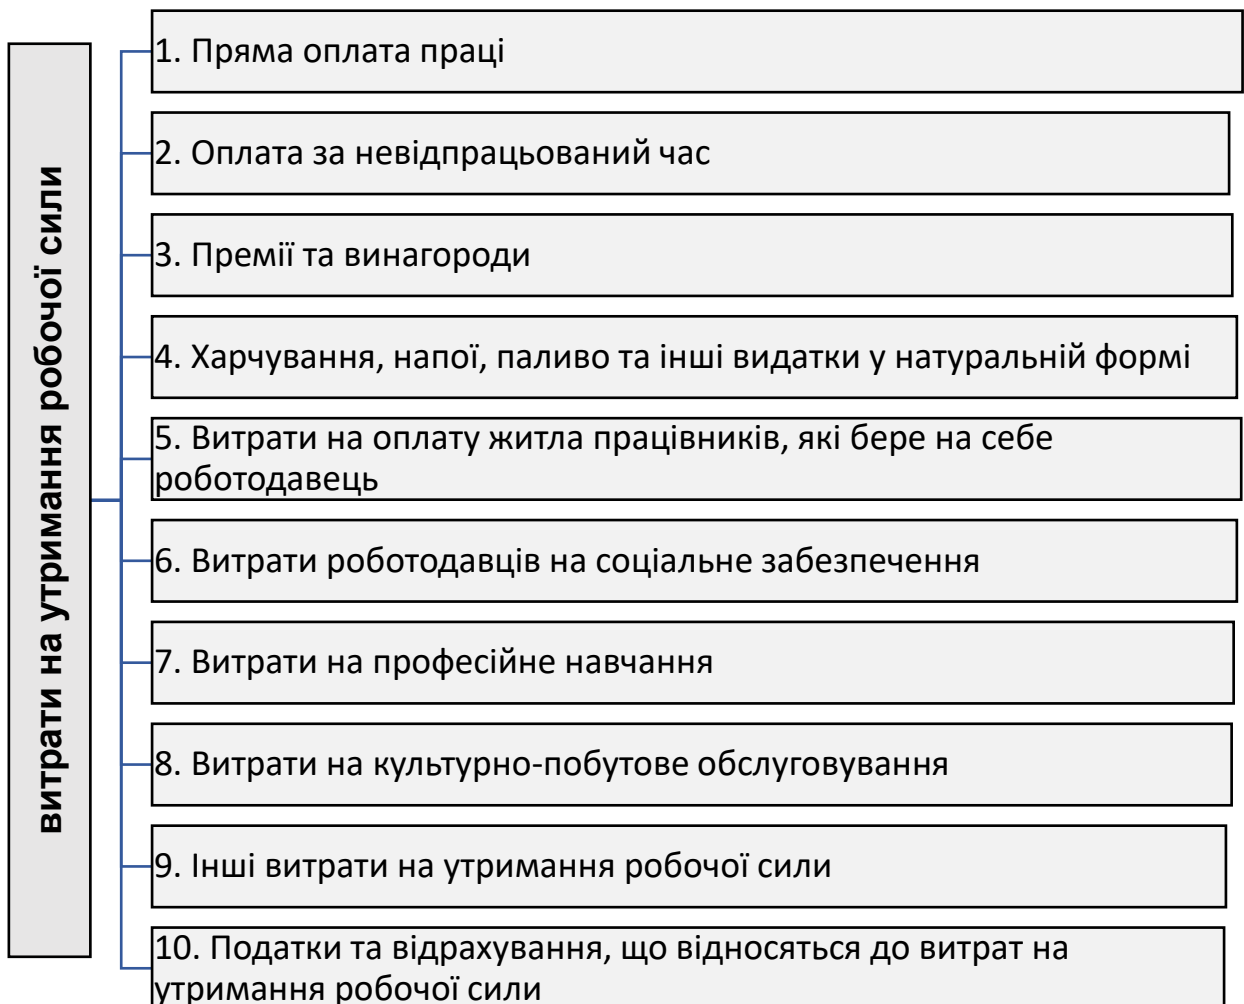 витрати на утримання робочої сили
1. Пряма оплата праці
2. Оплата за невідпрацьований час
3. Премії та винагороди
4. Харчування, напої, паливо та інші видатки у натуральній формі
5. Витрати на оплату житла працівників, які бере на себе
роботодавець
6. Витрати роботодавців на соціальне забезпечення
7. Витрати на професійне навчання
8. Витрати на культурно-побутове обслуговування
9. Інші витрати на утримання робочої сили
10. Податки та відрахування, що відносяться до витрат на
утримання робочої сили